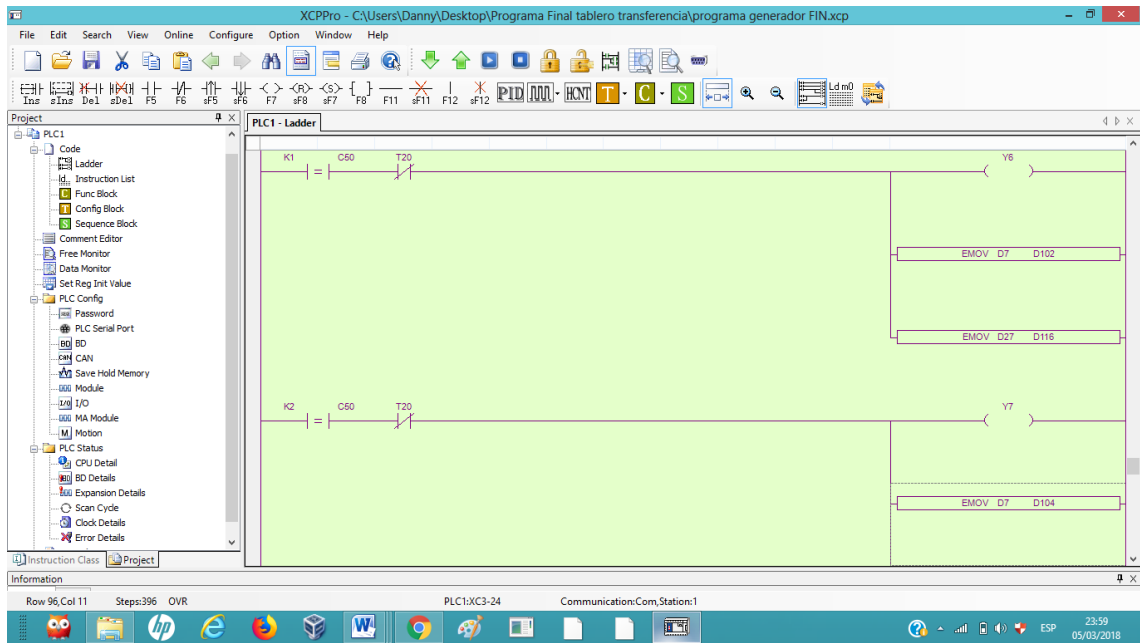 XCPPro - C:\Users\Danny\Desktop\Programa Final tablero transferencia\programa generador FIN.xcp
File Edit Search View Online Configure Option Window Help
Ins sIns Del sDel F5 F6 sF5 sF6 F7 sF8 sF7 F8 F11 sF11 F12 sF12 PID HCNT T C S Ld m0
Project
PLC1 - Ladder
PLC1
Code
Ladder
Instruction List
Func Block
Config Block
Sequence Block
Comment Editor
Free Monitor
Data Monitor
Set Reg Init Value
PLC Config
Password
PLC Serial Port
BD
CAN
Save Hold Memory
Module
I/O
MA Module
Motion
PLC Status
CPU Detail
BD Details
Expansion Details
Scan Cycle
Clock Details
Error Details
K1 C50 T20 Y6
=
EMOV D7 D102
EMOV D27 D116
K2 C50 T20 Y7
=
EMOV D7 D104
Instruction Class Project
Information
Row 96,Col 11 Steps:396 OVR PLC1:XC3-24 Communication:Com,Station:1
hp
ESP
23:59
05/03/2018